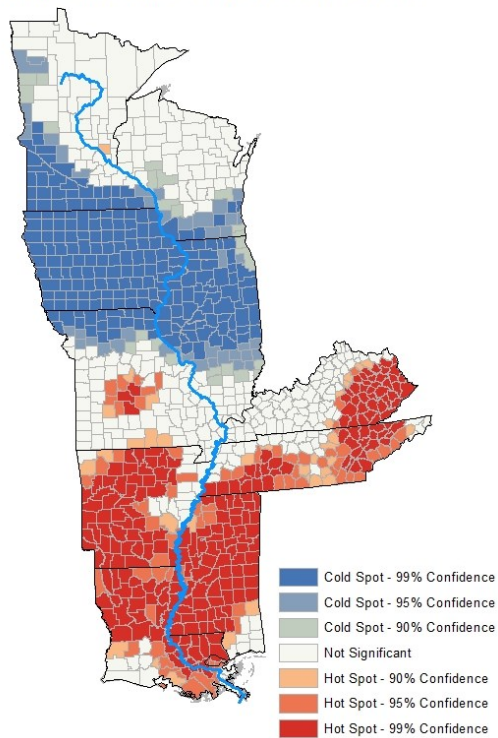 Cold Spot - 99% Confidence
Cold Spot - 95% Confidence
Cold Spot - 90% Confidence
Not Significant
Hot Spot - 90% Confidence
Hot Spot - 95% Confidence
Hot Spot - 99% Confidence